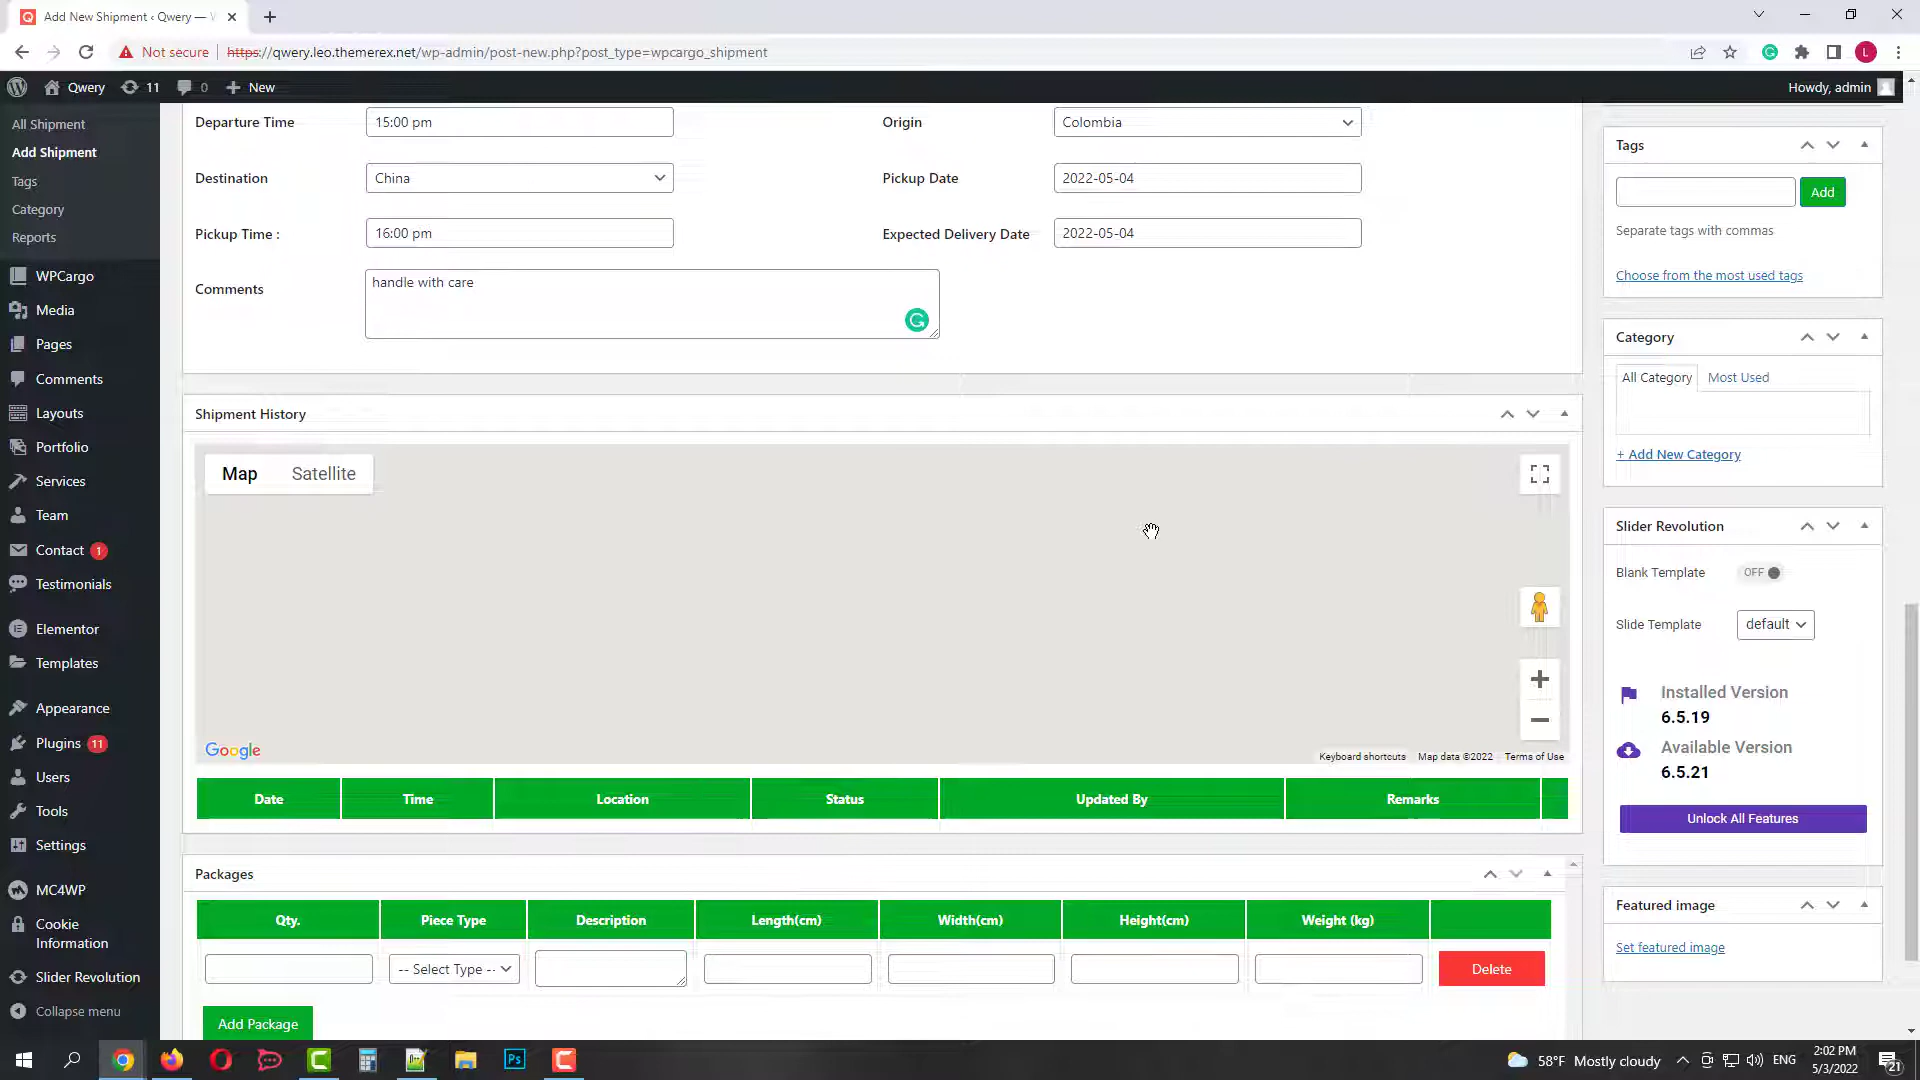 Add New Shipment ‹ Qwery — W
Not secure
https://qwery.leo.themerex.net/wp-admin/post-new.php?post_type=wpcargo_shipment
L
Qwery
11
0
New
Howdy, admin
All Shipment
Add Shipment
Tags
Category
Reports
WPCargo
Media
Pages
Comments
Layouts
Portfolio
Services
Team
Contact 1
Testimonials
Elementor
Templates
Appearance
Plugins 11
Users
Tools
Settings
MC4WP
Cookie
Information
Slider Revolution
Collapse menu
Departure Time
15:00 pm
Origin
Colombia
Destination
China
Pickup Date
2022-05-04
Pickup Time :
16:00 pm
Expected Delivery Date
2022-05-04
Comments
handle with care
Shipment History
Map
Satellite
Google
Keyboard shortcuts
Map data ©2022
Terms of Use
Date
Time
Location
Status
Updated By
Remarks
Packages
Qty.
Piece Type
Description
Length(cm)
Width(cm)
Height(cm)
Weight (kg)
-- Select Type --
Delete
Add Package
Tags
Add
Separate tags with commas
Choose from the most used tags
Category
All Category
Most Used
+ Add New Category
Slider Revolution
Blank Template
OFF
Slide Template
default
Installed Version
6.5.19
Available Version
6.5.21
Unlock All Features
Featured image
Set featured image
Ps
58°F Mostly cloudy
ENG
2:02 PM
5/3/2022
21